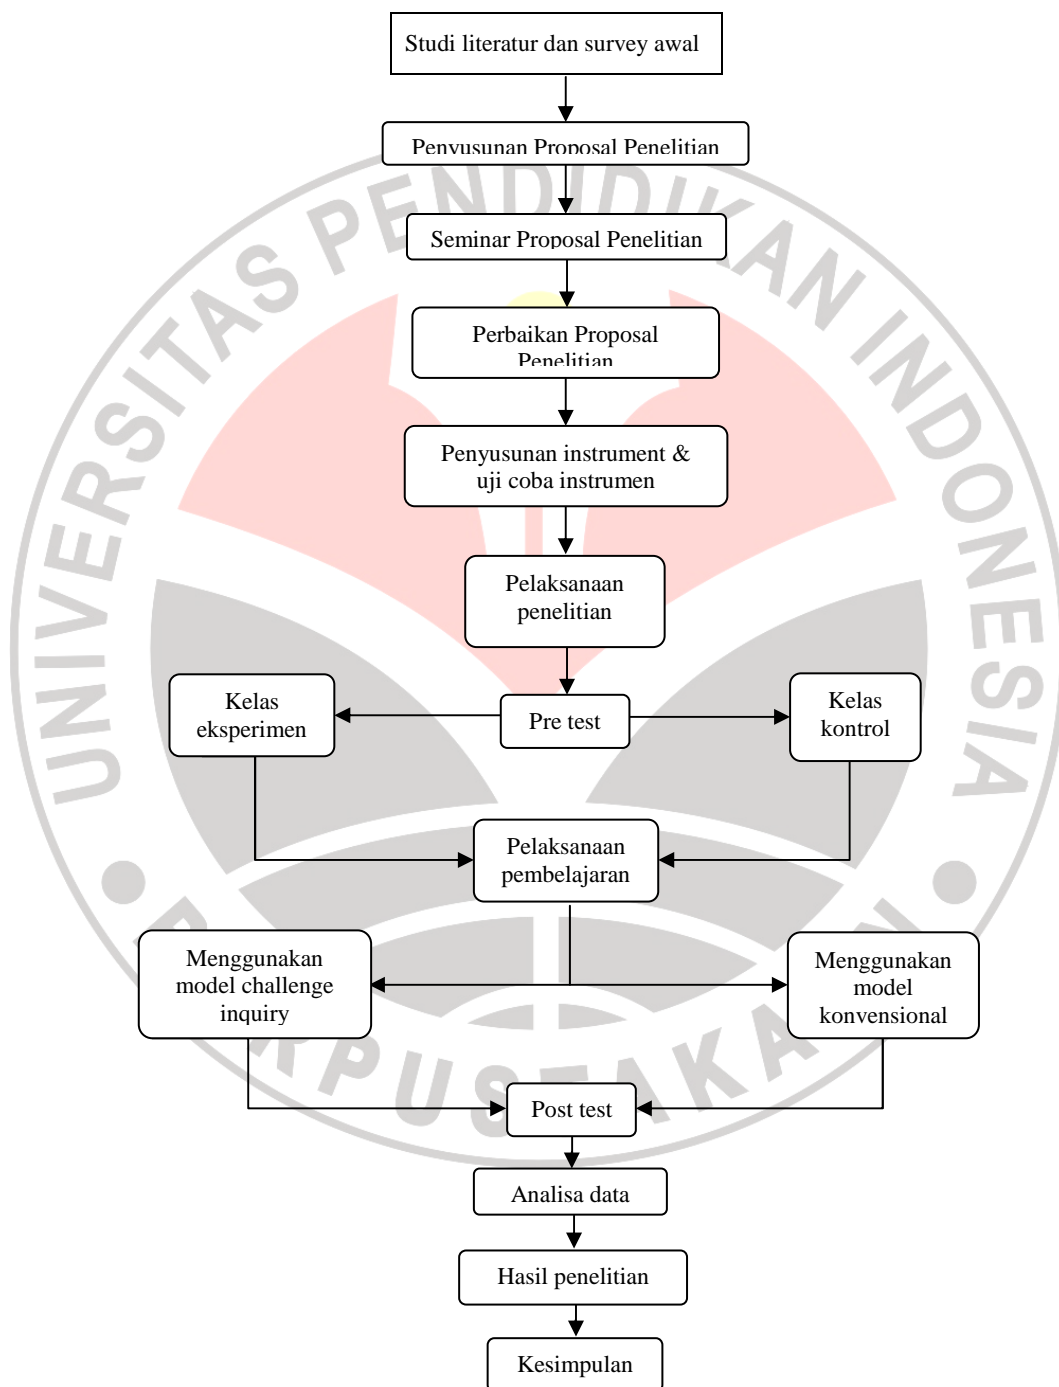 Studi literatur dan survey awal
Penyusunan Proposal Penelitian
Seminar Proposal Penelitian
Perbaikan Proposal
Penelitian
Penyusunan instrument &
uji coba instrumen
Pelaksanaan
penelitian
Kelas
eksperimen
Pre test
Kelas
kontrol
Pelaksanaan
pembelajaran
Menggunakan
model challenge
inquiry
Menggunakan
model
konvensional
Post test
Analisa data
Hasil penelitian
Kesimpulan
UNIVERSITAS PENDIDIKAN INDONESIA